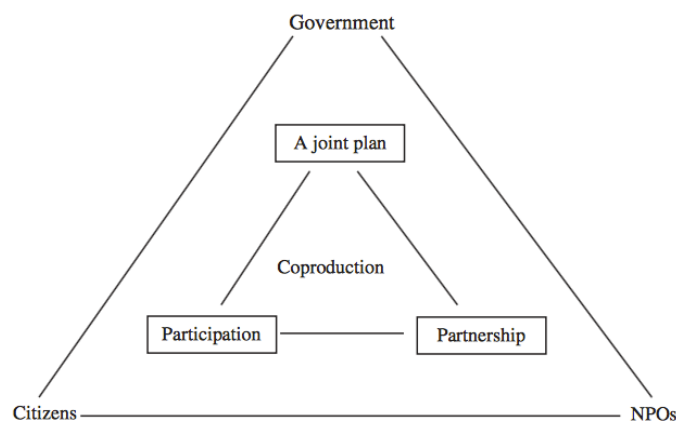 Government
A joint plan
Coproduction
Participation
Partnership
Citizens
NPOs